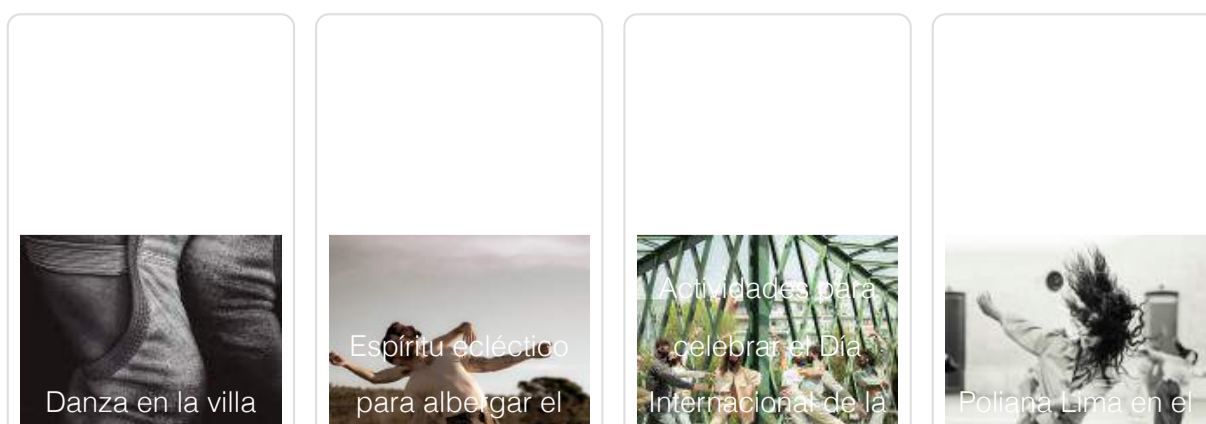 Danza en la villa
Espíritu ecléctico
para albergar el
Actividades para
celebrar el Día
Internacional de la
Poliana Lima en el